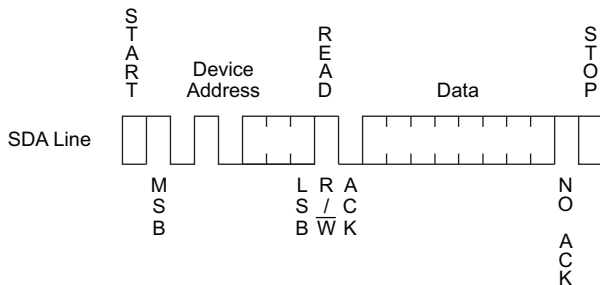 START
Device
Address
READ
Data
STOP
SDA Line
MSB
LSB
R/W
ACK
NO ACK